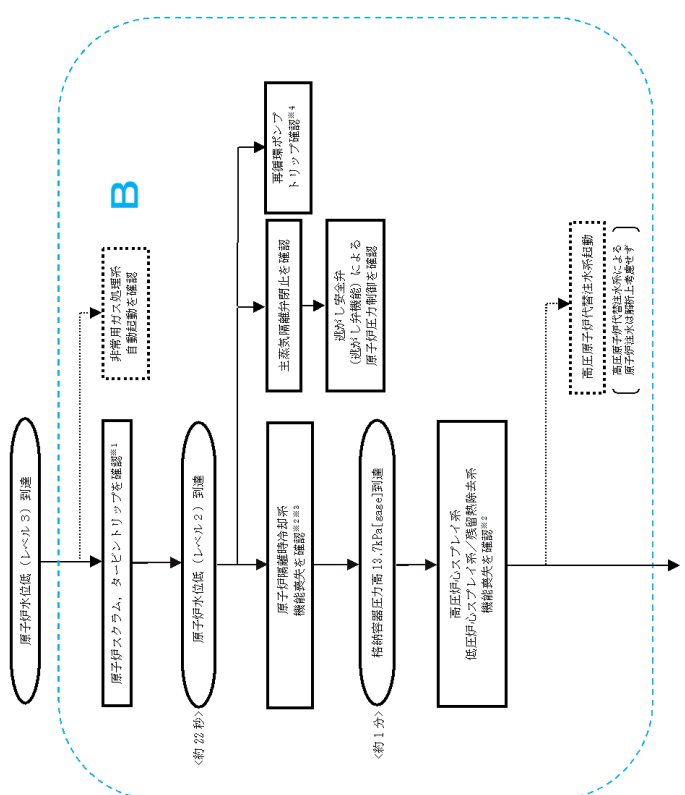 原子炉水位低（レベル３）到達
B
非常用ガス処理系
自動起動を確認
原子炉スクラム，タービントリップを確認※１
<約 22 秒>
原子炉水位低（レベル２）到達
再循環ポンプ
トリップ確認※４
主蒸気隔離弁閉止を確認
逃がし安全弁
（逃がし弁機能）による
原子炉圧力制御を確認
原子炉隔離時冷却系
機能喪失を確認※２※３
<約 1 分>
格納容器圧力高 13.7kPa[gage]到達
高圧炉心スプレイ系
低圧炉心スプレイ系／残留熱除去系
機能喪失を確認※２
高圧原子炉代替注水系起動
高圧原子炉代替注水系による
原子炉注水は解析上考慮せず